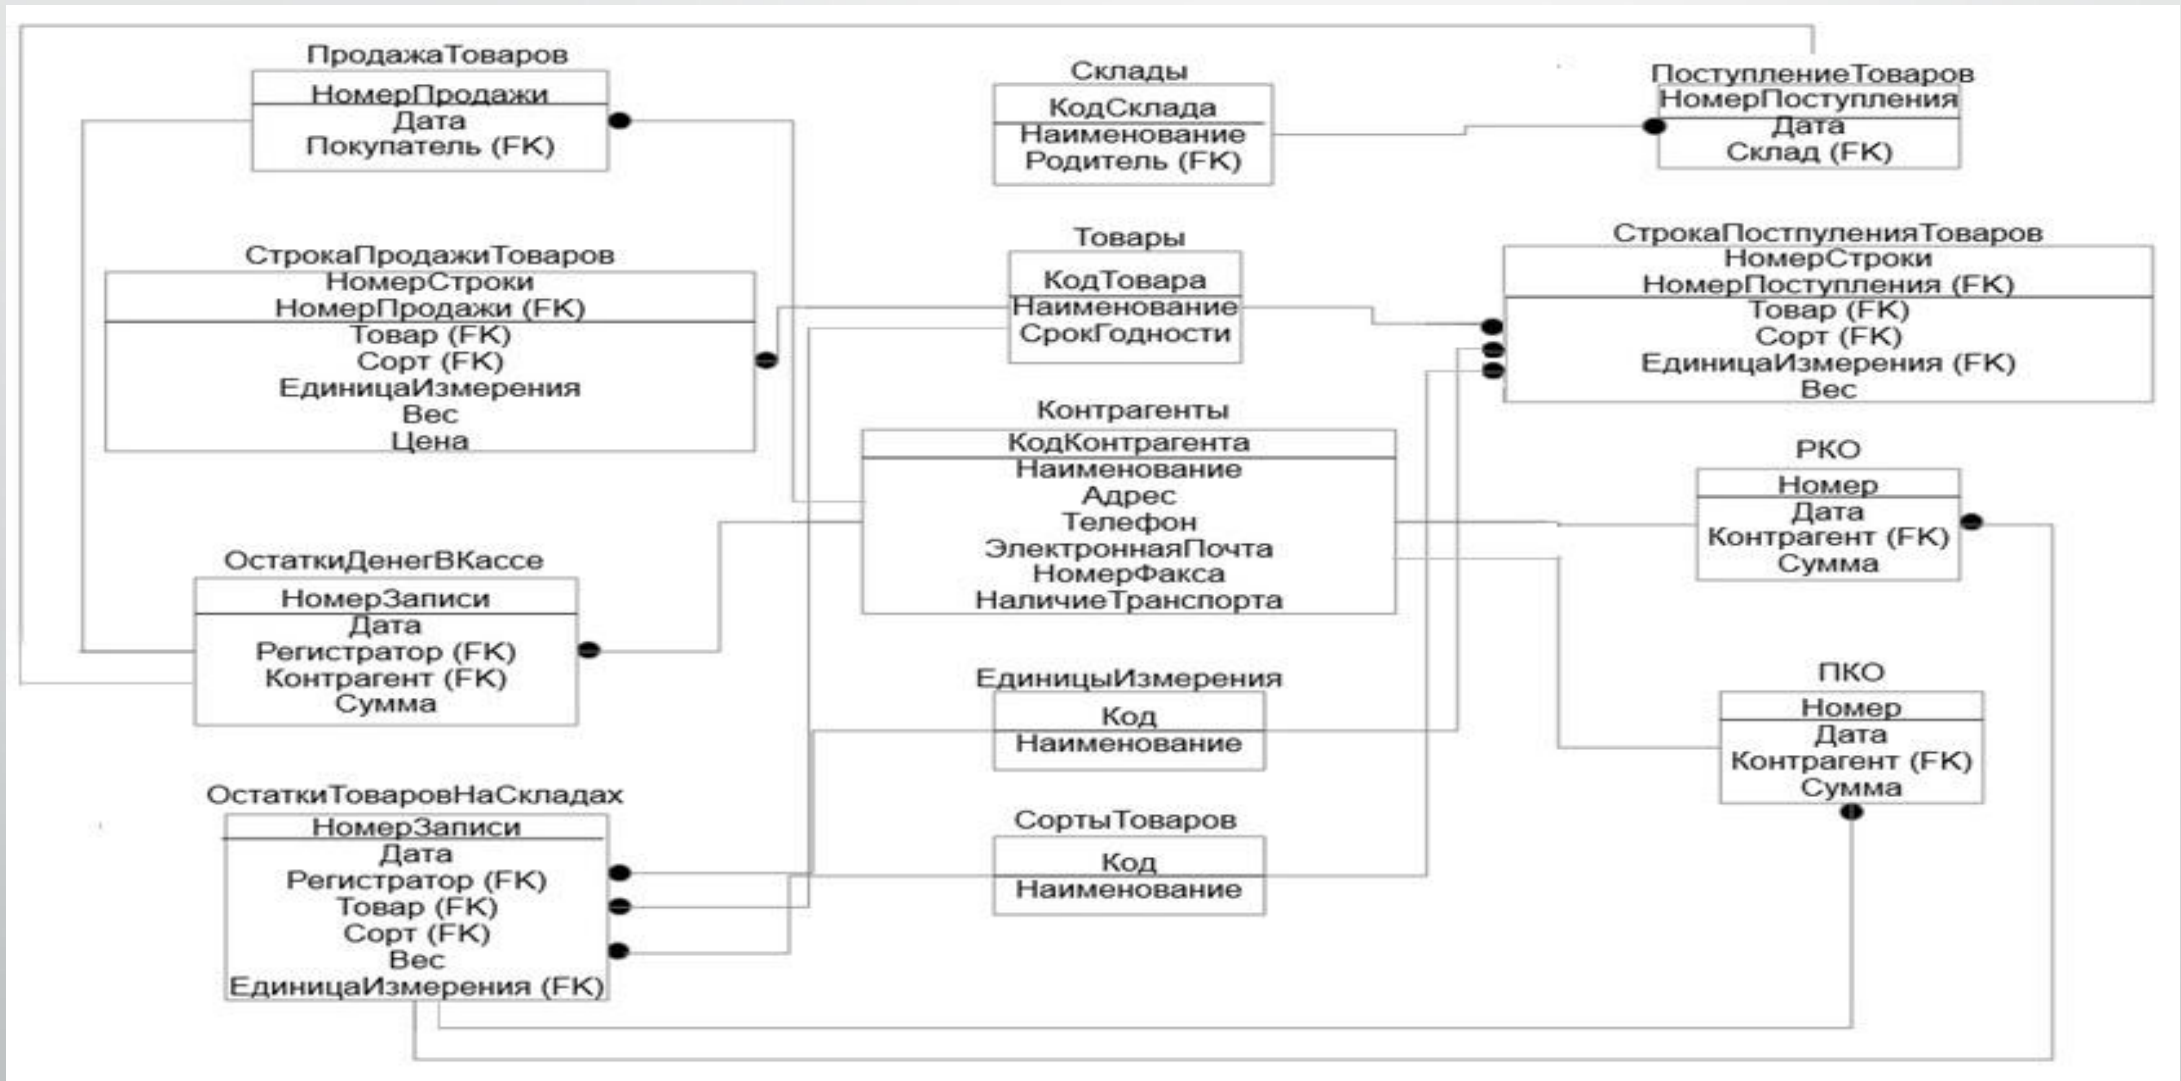 ПродажаТоваров
НомерПродажи
Дата
Покупатель (FK)
Склады
КодСклада
Наименование
Родитель (FK)
ПоступлениеТоваров
НомерПоступления
Дата
Склад (FK)
СтрокаПродажиТоваров
НомерСтроки
НомерПродажи (FK)
Товар (FK)
Сорт (FK)
ЕдиницаИзмерения
Вес
Цена
Товары
КодТовара
Наименование
СрокГодности
СтрокаПостпуленияТоваров
НомерСтроки
НомерПоступления (FK)
Товар (FK)
Сорт (FK)
ЕдиницаИзмерения (FK)
Вес
Контрагенты
КодКонтрагента
Наименование
Адрес
Телефон
ЭлектроннаяПочта
НомерФакса
НаличиеТранспорта
РКО
Номер
Дата
Контрагент (FK)
Сумма
ОстаткиДенегВКассе
НомерЗаписи
Дата
Регистратор (FK)
Контрагент (FK)
Сумма
ЕдиницыИзмерения
Код
Наименование
ПКО
Номер
Дата
Контрагент (FK)
Сумма
ОстаткиТоваровНаСкладах
НомерЗаписи
Дата
Регистратор (FK)
Товар (FK)
Сорт (FK)
Вес
ЕдиницаИзмерения (FK)
СортыТоваров
Код
Наименование